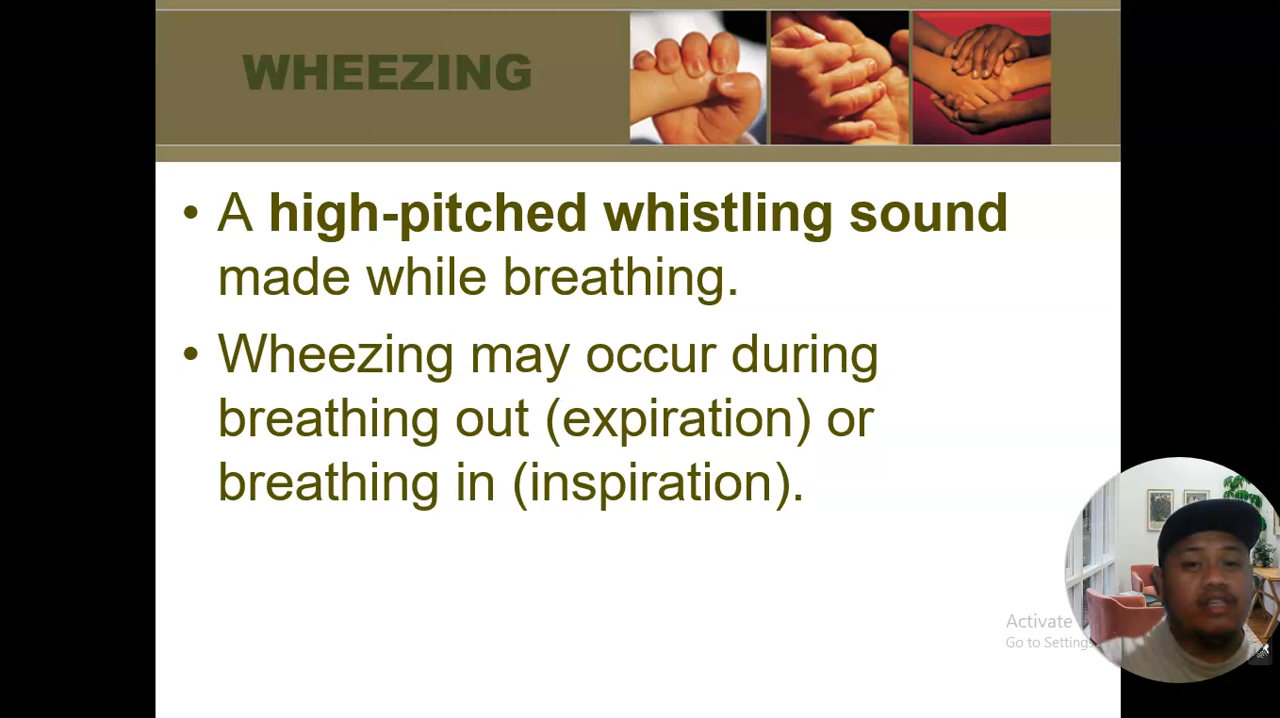 WHEEZING
• A high-pitched whistling sound
made while breathing.
• Wheezing may occur during
breathing out (expiration) or
breathing in (inspiration).
Activate
Go to Settings